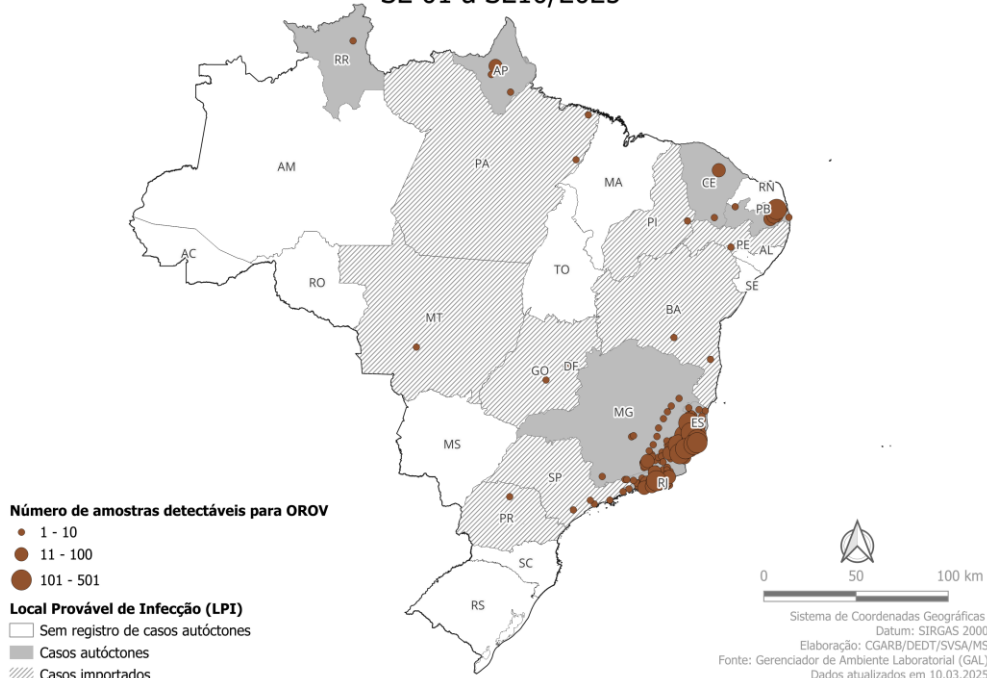 SE 01 a SE10/2025
RR
AP
AM
PA
MA
CE
RN
PB
PI
PE
AL
SE
AC
RO
TO
BA
MT
GO
DF
MG
ES
MS
SP
RJ
PR
SC
RS
Número de amostras detectáveis para OROV
1 - 10
11 - 100
101 - 501
Local Provável de Infecção (LPI)
Sem registro de casos autóctones
Casos autóctones
Casos importados
0 50 100 km
Sistema de Coordenadas Geográficas
Datum: SIRGAS 2000
Elaboração: CGARB/DEDT/SVSA/MS
Fonte: Gerenciador de Ambiente Laboratorial (GAL)
Dados atualizados em 10.03.2025